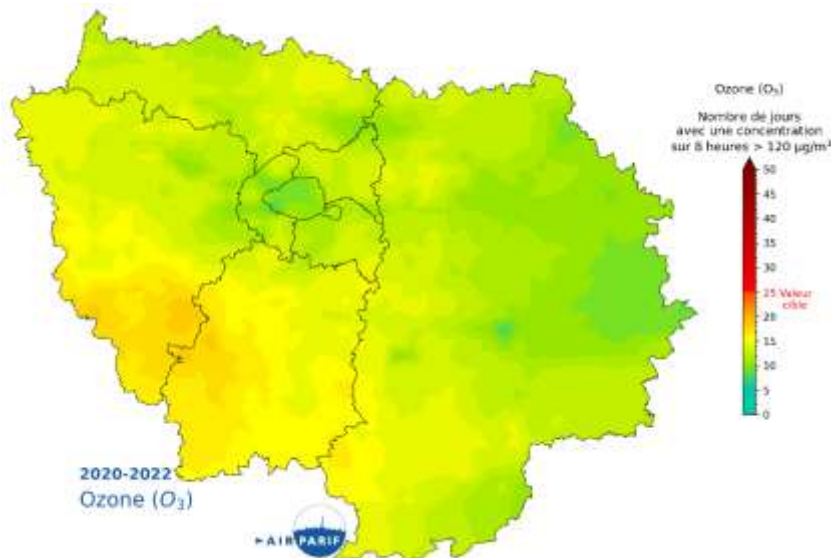 Ozone (O₃)
Nombre de jours
avec une concentration
sur 8 heures > 120 µg/m³
50
45
40
35
30
25 Valeur
cible
20
15
10
5
0
2020-2022
Ozone (O₃)
AIRPARIF